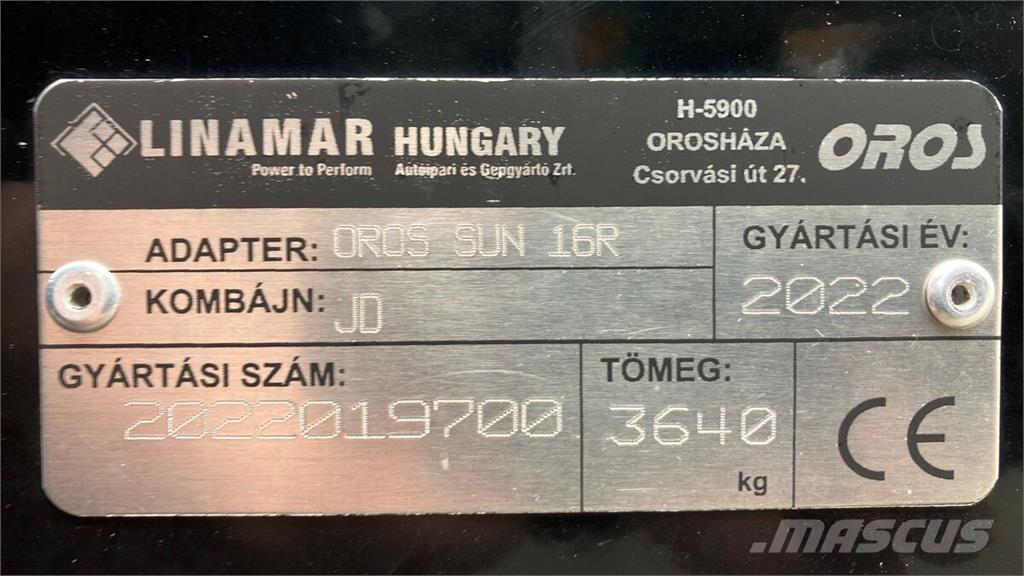 LINAMAR HUNGARY
Power to Perform Autóipari és Gépgyártó Zrt.
H-5900
OROSHÁZA
Csorvási út 27.
OROS
ADAPTER: OROS SUN 16R
KOMBÁJN: JD
GYÁRTÁSI ÉV:
2022
GYÁRTÁSI SZÁM:
2022019700
TÖMEG:
3640
kg
CE
MASCUS